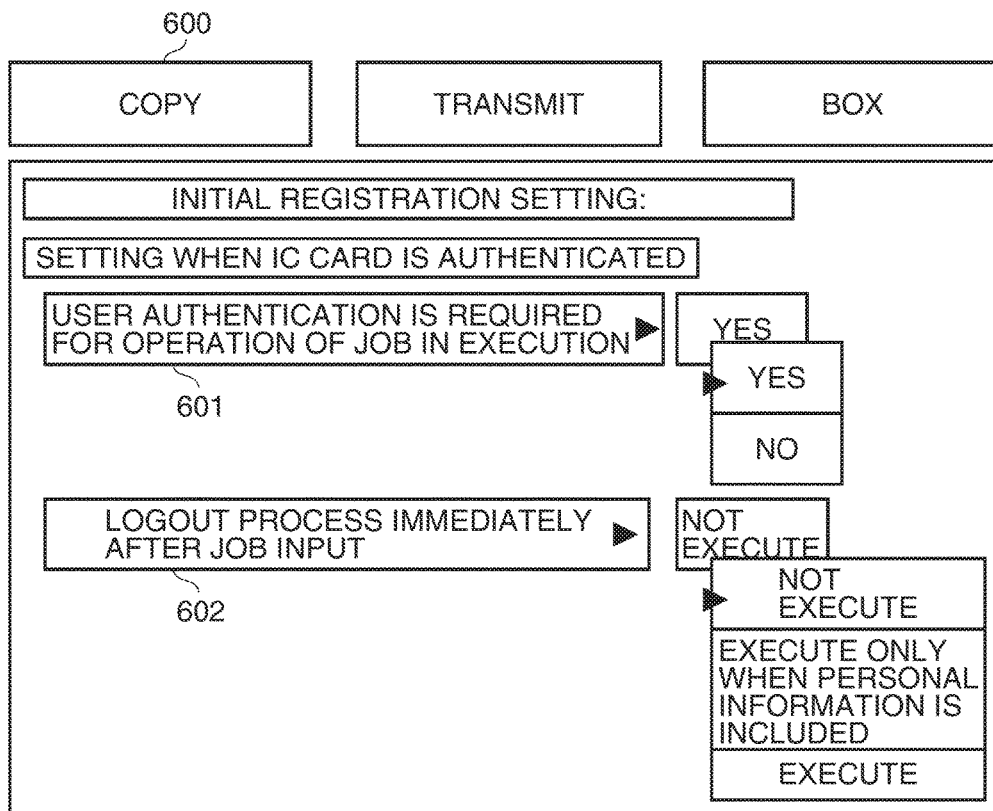 600
COPY
TRANSMIT
BOX
INITIAL REGISTRATION SETTING:
SETTING WHEN IC CARD IS AUTHENTICATED
USER AUTHENTICATION IS REQUIRED
FOR OPERATION OF JOB IN EXECUTION
YES
YES
NO
601
LOGOUT PROCESS IMMEDIATELY
AFTER JOB INPUT
NOT
EXECUTE
602
NOT
EXECUTE
EXECUTE ONLY
WHEN PERSONAL
INFORMATION IS
INCLUDED
EXECUTE